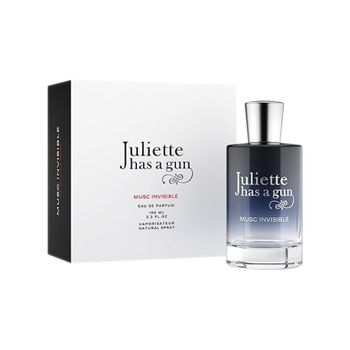 MUSC INVISIBLE
Juliette
has a gun
MUSC INVISIBLE
EAU DE PARFUM
100 ML
3.3 FL.OZ
VAPORISATEUR
NATURAL SPRAY
Juliette
has a gun
MUSC INVISIBLE